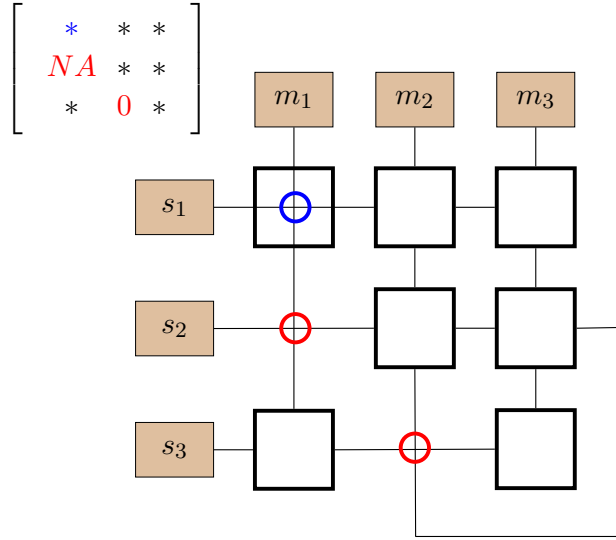 * * *
NA * *
* 0 *
m₁ m₂ m₃
s₁
s₂
s₃